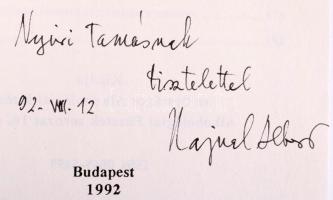 Nyíri Tamásnak
tisztelettel
92. VIII. 12
Hajnal Albert
Budapest
1992